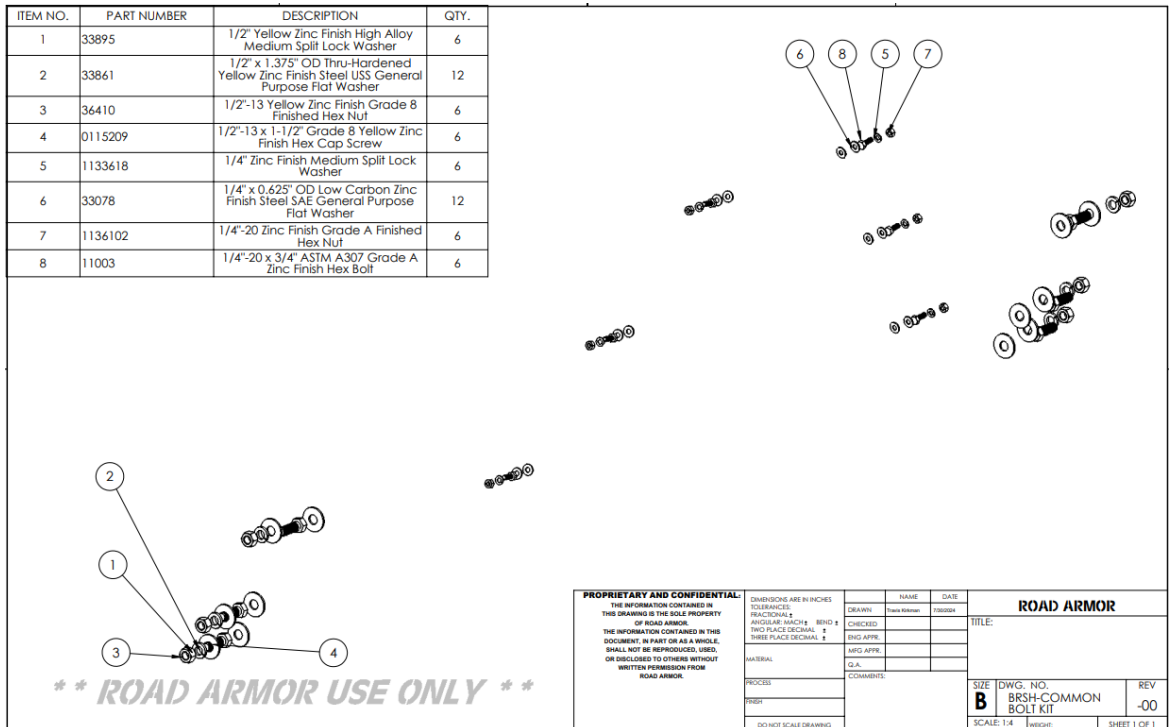 ITEM NO. PART NUMBER DESCRIPTION QTY.
1 33895 1/2" Yellow Zinc Finish High Alloy
Medium Split Lock Washer 6
2 33861 1/2" x 1.375" OD Thru-Hardened
Yellow Zinc Finish Steel USS General
Purpose Flat Washer 12
3 36410 1/2"-13 Yellow Zinc Finish Grade 8
Finished Hex Nut 6
4 0115209 1/2"-13 x 1-1/2" Grade 8 Yellow Zinc
Finish Hex Cap Screw 6
5 1133618 1/4" Zinc Finish Medium Split Lock
Washer 6
6 33078 1/4" x 0.625" OD Low Carbon Zinc
Finish Steel SAE General Purpose
Flat Washer 12
7 1136102 1/4"-20 Zinc Finish Grade A Finished
Hex Nut 6
8 11003 1/4"-20 x 3/4" ASTM A307 Grade A
Zinc Finish Hex Bolt 6
6 8 5 7
2
1
3 4
** ROAD ARMOR USE ONLY **
PROPRIETARY AND CONFIDENTIAL:
THE INFORMATION CONTAINED IN
THIS DRAWING IS THE SOLE PROPERTY
OF ROAD ARMOR.
THE INFORMATION CONTAINED IN THIS
DOCUMENT, IN PART OR AS A WHOLE,
SHALL NOT BE REPRODUCED, USED,
OR DISCLOSED TO OTHERS WITHOUT
WRITTEN PERMISSION FROM
ROAD ARMOR.
DIMENSIONS ARE IN INCHES
TOLERANCES:
FRACTIONAL ±
ANGULAR: MACH ± BEND ±
TWO PLACE DECIMAL ±
THREE PLACE DECIMAL ±
MATERIAL
PROCESS
FINISH
DO NOT SCALE DRAWING
NAME DATE
DRAWN Travis Kirkman 7/30/2024
CHECKED
ENG APPR.
MFG APPR.
Q.A.
COMMENTS:
ROAD ARMOR
TITLE:
SIZE DWG. NO. REV
B BRSH-COMMON
BOLT KIT -00
SCALE: 1:4 WEIGHT: SHEET 1 OF 1